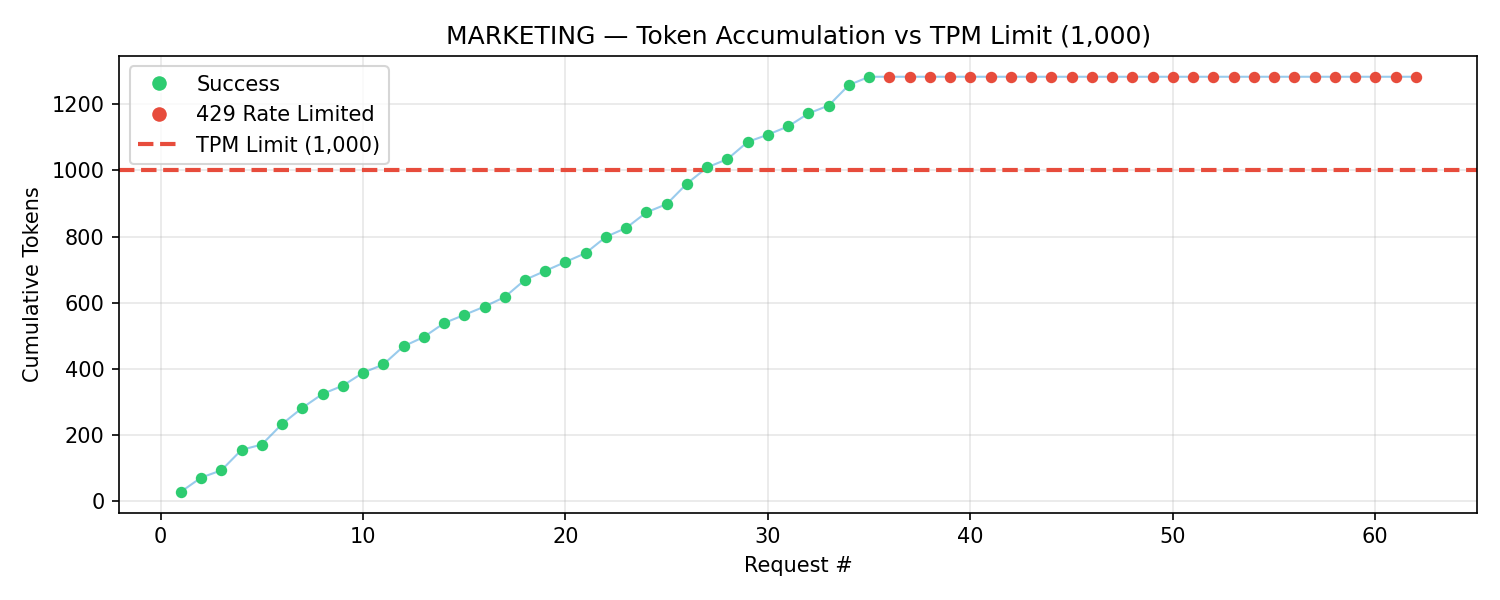 MARKETING — Token Accumulation vs TPM Limit (1,000)
Success
429 Rate Limited
TPM Limit (1,000)
Cumulative Tokens
1200
1000
800
600
400
200
0
0 10 20 30 40 50 60
Request #